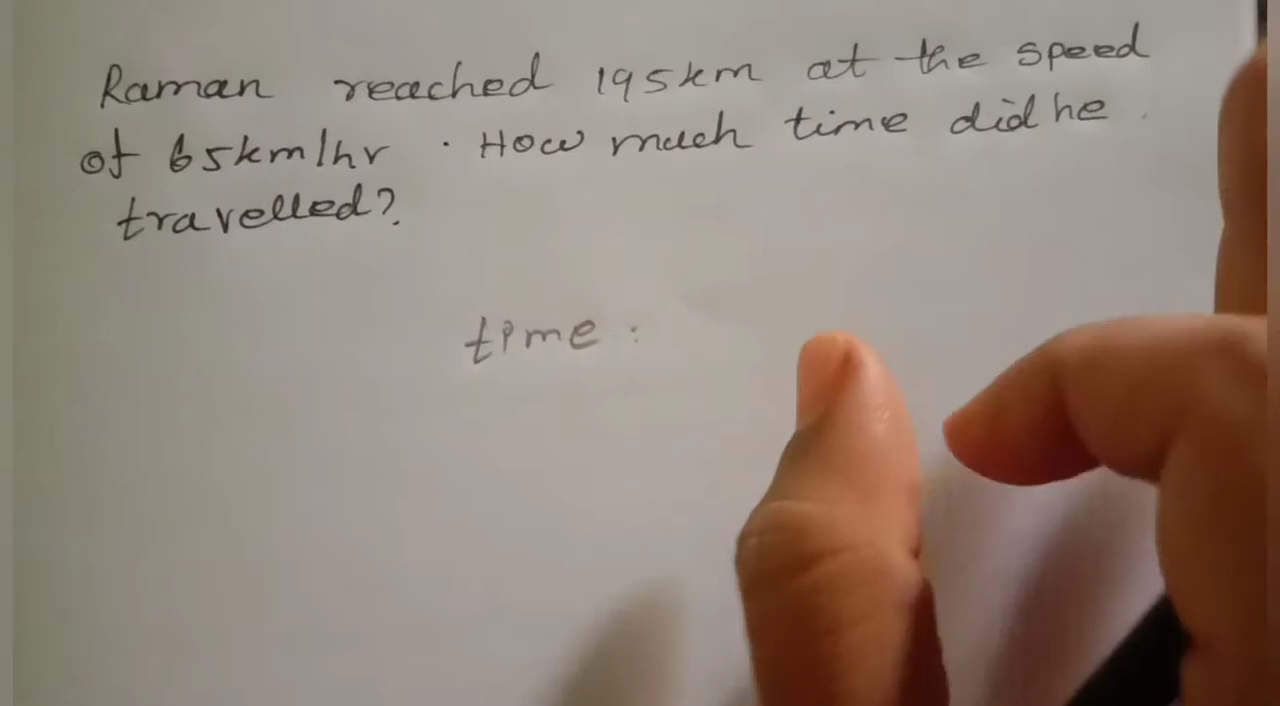 Raman reached 195km at the speed
of 65km/hr . How much time did he
travelled?
time :